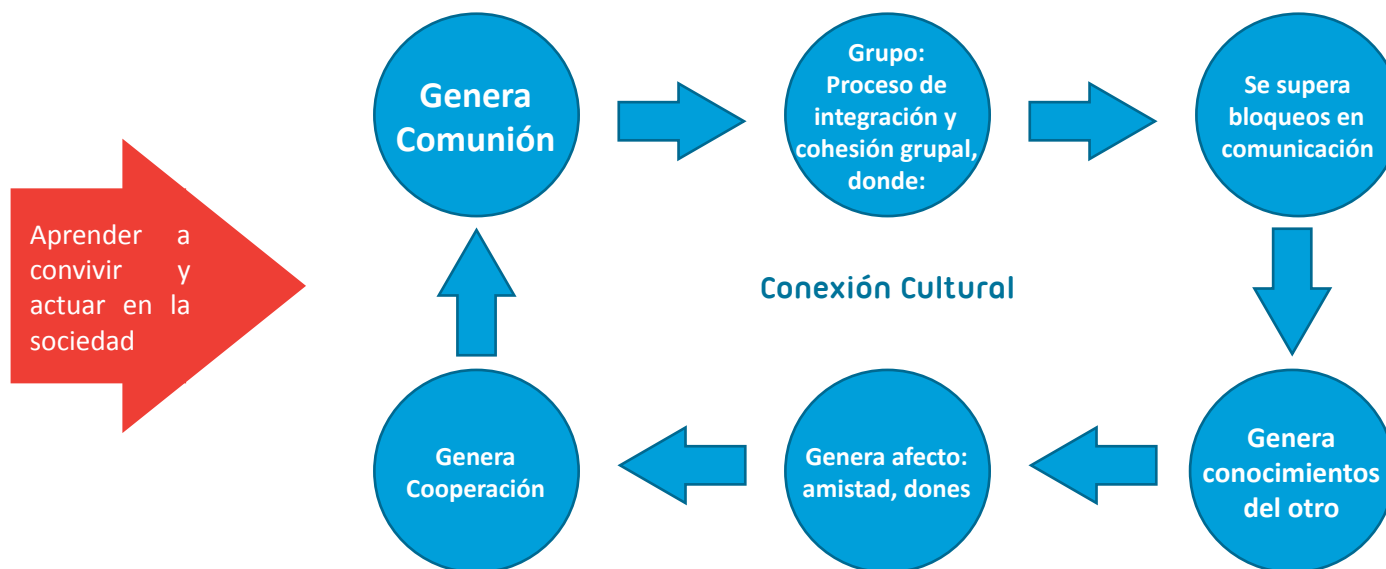 Aprender a
convivir y
actuar en la
sociedad
Genera
Comunión
Grupo:
Proceso de
integración y
cohesión grupal,
donde:
Se supera
bloqueos en
comunicación
Conexión Cultural
Genera
conocimientos
del otro
Genera afecto:
amistad, dones
Genera
Cooperación